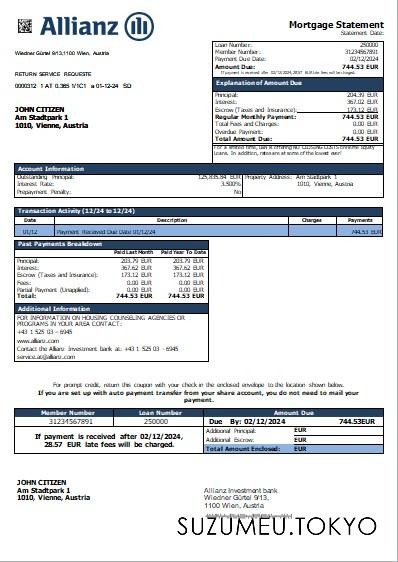 Allianz
Mortgage Statement
Statement Date:
Wiedner Gürtel 9/13,1100 Wien, Austria
Loan Number: 250000
Member Number: 31234567891
Payment Due Date: 02/12/2024
Amount Due: 744.53 EUR
If payment is received after 02/12/2024, 28.57 EUR late fees will be charged.
RETURN SERVICE REQUESTE
0000312 1 AT 0.365 1/1C1 a 01-12-24 SO
Explanation of Amount Due
Principal: 204.39 EUR
Interest: 367.02 EUR
Escrow (Taxes and Insurance): 173.12 EUR
Regular Monthly Payment: 744.53 EUR
Total Fees and Charges: 0.00 EUR
Overdue Payment: 0.00 EUR
Total Amount Due: 744.53 EUR
JOHN CITIZEN
Am Stadtpark 1
1010, Vienna, Austria
For a limited time, S&B is offering NO CLOSING COSTS on Home Equity
Loans. In addition, rates are at some of the lowest ever!
Account Information
Outstanding Principal: 125,835.84 EUR
Interest Rate: 3.500%
Prepayment Penalty: No
Property Address: Am Stadtpark 1
1010, Vienne, Austria
Transaction Activity (12/24 to 12/24)
Date Description Charges Payments
01/12 Payment Received Due Date 01/12/24 744.53 EUR
Past Payments Breakdown
Paid Last Month Paid Year To Date
Principal: 203.79 EUR 203.79 EUR
Interest: 367.62 EUR 367.62 EUR
Escrow (Taxes and Insurance): 173.12 EUR 173.12 EUR
Fees: 0.00 EUR 0.00 EUR
Partial Payment (Unapplied): 0.00 EUR 0.00 EUR
Total: 744.53 EUR 744.53 EUR
Additional Information
FOR INFORMATION ON HOUSING COUNSELING AGENCIES OR
PROGRAMS IN YOUR AREA CONTACT:
+43 1 525 03 - 6945
www.allianz.com
Contact the Allianz Investment bank at: +43 1 525 03 - 6945
service.at@allianz.com
For prompt credit, return this coupon with your check in the enclosed envelope to the location shown below.
If you are set up with auto payment transfer from your share account, you do not need to mail your
payment.
Member Number Loan Number Amount Due
31234567891 250000 Due By: 02/12/2024 744.53EUR
If payment is received after 02/12/2024,
28.57 EUR late fees will be charged.
Additional Principal: EUR
Additional Escrow: EUR
Total Amount Enclosed: EUR
JOHN CITIZEN
Am Stadtpark 1
1010, Vienne, Austria
Allianz Investment bank
Wiedner Gürtel 9/13,
1100 Wien, Austria
SUZUMEU.TOKYO